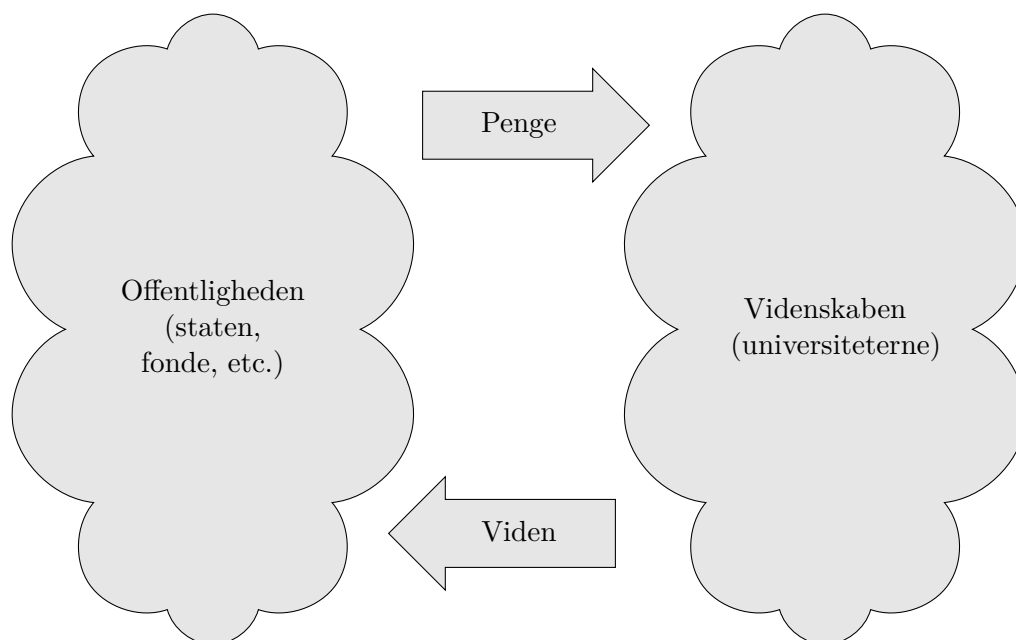 Penge
Offentligheden
(staten,
fonde, etc.)
Videnskaben
(universiteterne)
Viden